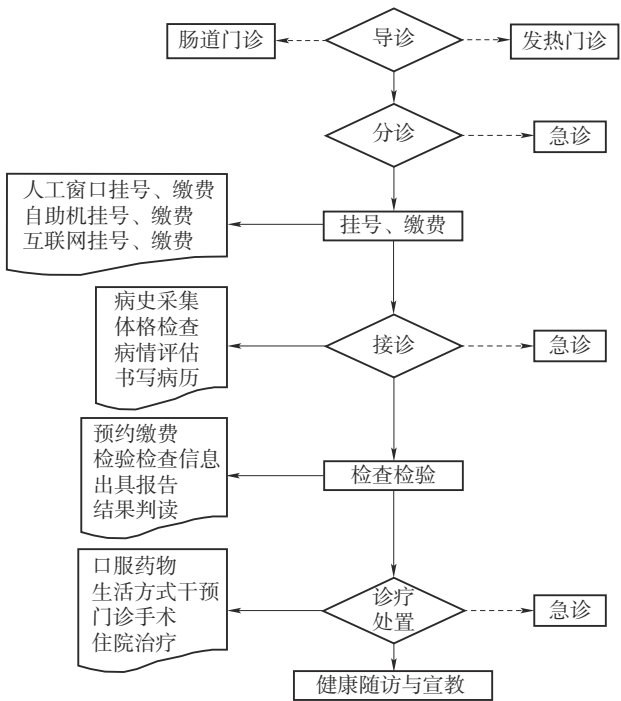 肠道门诊
导诊
发热门诊
分诊
急诊
人工窗口挂号、缴费
自助机挂号、缴费
互联网挂号、缴费
挂号、缴费
病史采集
体格检查
病情评估
书写病历
接诊
急诊
预约缴费
检验检查信息
出具报告
结果判读
检查检验
口服药物
生活方式干预
门诊手术
住院治疗
诊疗
处置
急诊
健康随访与宣教